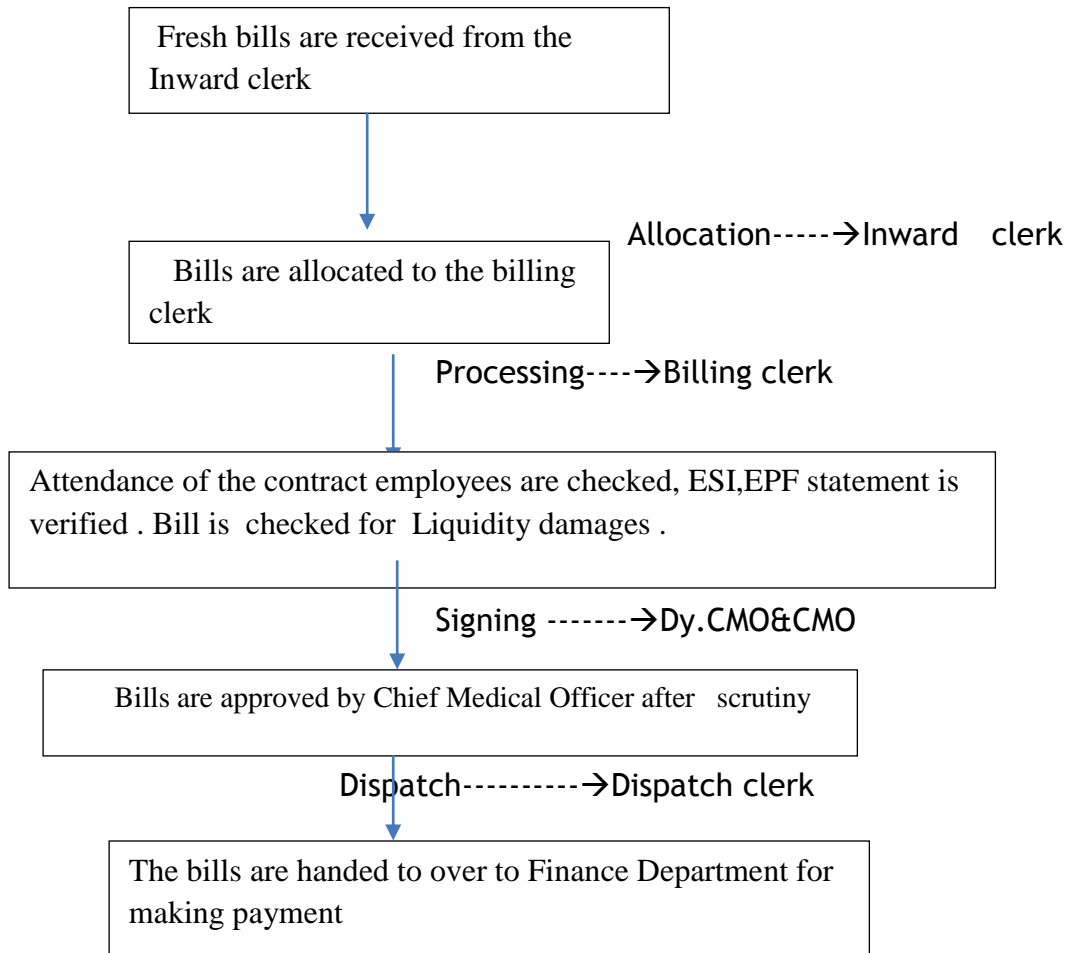 Fresh bills are received from the
Inward clerk
Allocation-----→Inward clerk
Bills are allocated to the billing
clerk
Processing----→Billing clerk
Attendance of the contract employees are checked, ESI,EPF statement is
verified . Bill is checked for Liquidity damages .
Signing -------→Dy.CMO&CMO
Bills are approved by Chief Medical Officer after scrutiny
Dispatch----------→Dispatch clerk
The bills are handed to over to Finance Department for
making payment